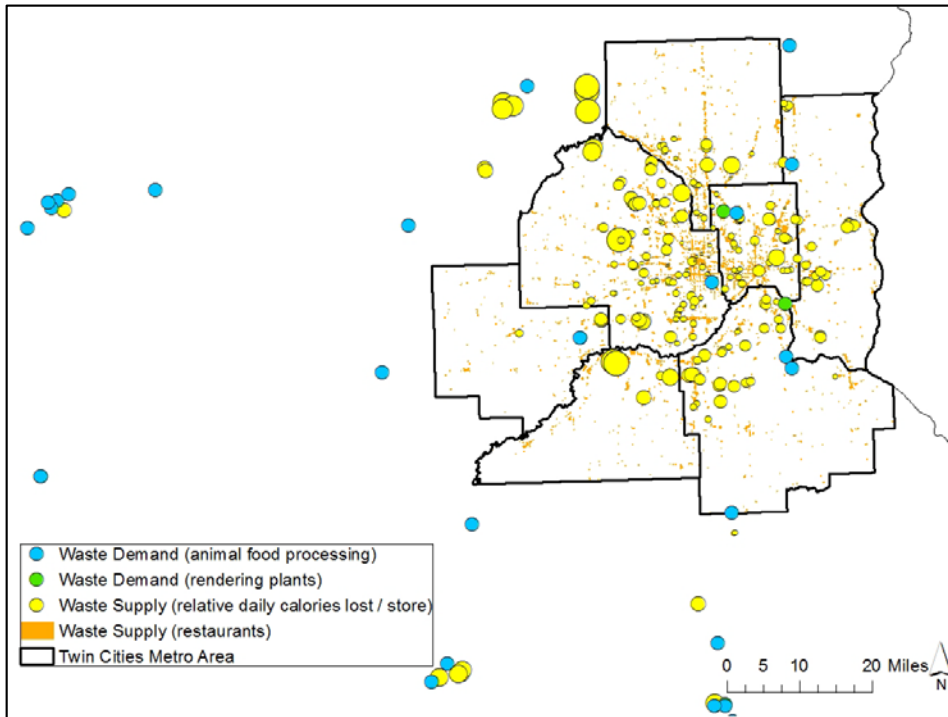 Waste Demand (animal food processing)
Waste Demand (rendering plants)
Waste Supply (relative daily calories lost / store)
Waste Supply (restaurants)
Twin Cities Metro Area
0 5 10 20 Miles
N